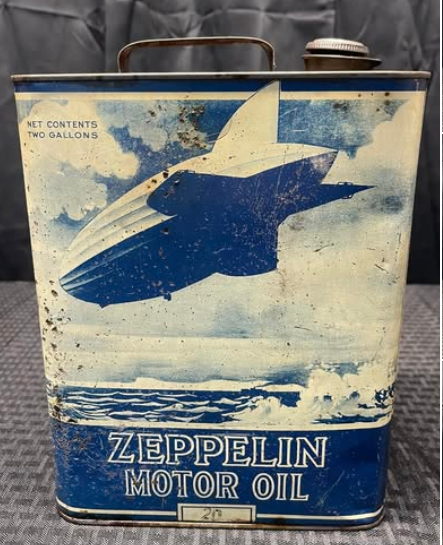 NET CONTENTS
TWO GALLONS
ZEPPELIN
MOTOR OIL
20